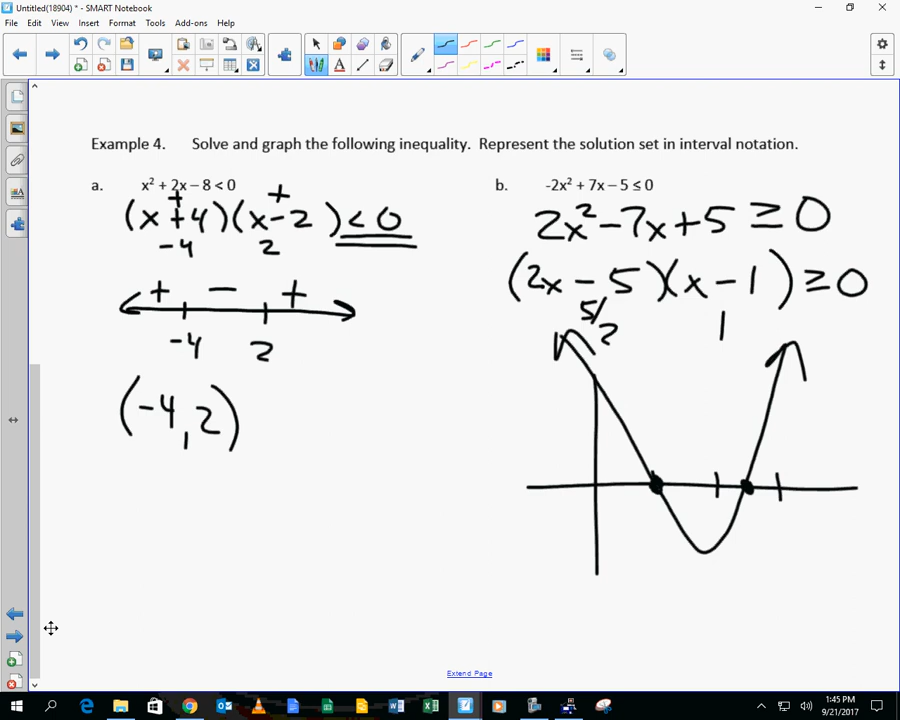 Untitled(18904) * - SMART Notebook
File Edit View Insert Format Tools Add-ons Help
Example 4. Solve and graph the following inequality. Represent the solution set in interval notation.
a. x² + 2x – 8 < 0
+ +
(x + 4)(x - 2) < 0
-4 2
+ - +
-4 2
(-4, 2)
b. -2x² + 7x – 5 ≤ 0
2x² - 7x + 5 ≥ 0
(2x - 5)(x - 1) ≥ 0
5/2 1
Extend Page
1:45 PM
9/21/2017